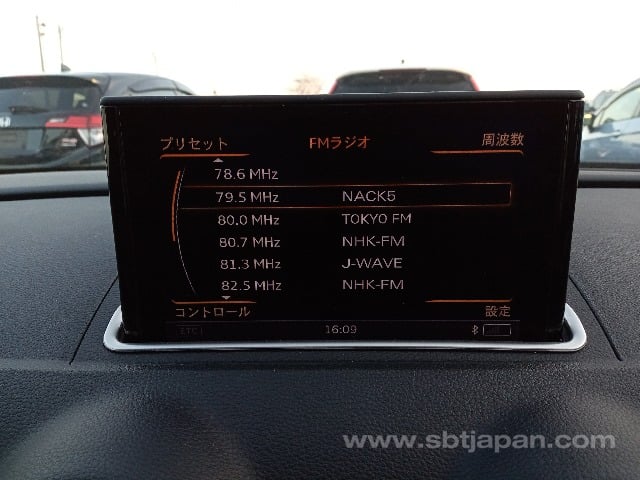 プリセット FMラジオ 周波数
78.6 MHz
79.5 MHz NACK5
80.0 MHz TOKYO FM
80.7 MHz NHK-FM
81.3 MHz J-WAVE
82.5 MHz NHK-FM
コントロール 設定
ETC 16:09
www.sbtjapan.com